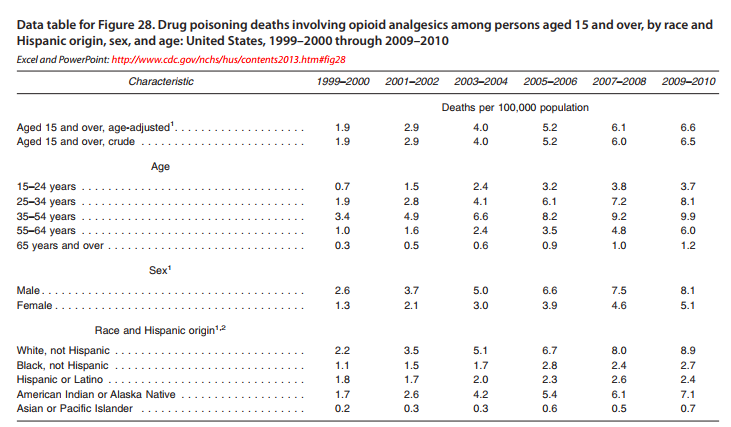 Data table for Figure 28. Drug poisoning deaths involving opioid analgesics among persons aged 15 and over, by race and
Hispanic origin, sex, and age: United States, 1999–2000 through 2009–2010
Excel and PowerPoint: http://www.cdc.gov/nchs/hus/contents2013.htm#fig28
Characteristic 1999–2000 2001–2002 2003–2004 2005–2006 2007–2008 2009–2010
Deaths per 100,000 population
Aged 15 and over, age-adjusted1. . . . . . . . . . . . . . . . . . . . . 1.9 2.9 4.0 5.2 6.1 6.6
Aged 15 and over, crude . . . . . . . . . . . . . . . . . . . . . . . . . . 1.9 2.9 4.0 5.2 6.0 6.5
Age
15–24 years . . . . . . . . . . . . . . . . . . . . . . . . . . . . . . . . . . . 0.7 1.5 2.4 3.2 3.8 3.7
25–34 years . . . . . . . . . . . . . . . . . . . . . . . . . . . . . . . . . . . 1.9 2.8 4.1 6.1 7.2 8.1
35–54 years . . . . . . . . . . . . . . . . . . . . . . . . . . . . . . . . . . . 3.4 4.9 6.6 8.2 9.2 9.9
55–64 years . . . . . . . . . . . . . . . . . . . . . . . . . . . . . . . . . . . 1.0 1.6 2.4 3.5 4.8 6.0
65 years and over . . . . . . . . . . . . . . . . . . . . . . . . . . . . . . . 0.3 0.5 0.6 0.9 1.0 1.2
Sex1
Male. . . . . . . . . . . . . . . . . . . . . . . . . . . . . . . . . . . . . . . . . 2.6 3.7 5.0 6.6 7.5 8.1
Female . . . . . . . . . . . . . . . . . . . . . . . . . . . . . . . . . . . . . . . 1.3 2.1 3.0 3.9 4.6 5.1
Race and Hispanic origin1,2
White, not Hispanic . . . . . . . . . . . . . . . . . . . . . . . . . . . . . . 2.2 3.5 5.1 6.7 8.0 8.9
Black, not Hispanic . . . . . . . . . . . . . . . . . . . . . . . . . . . . . . 1.1 1.5 1.7 2.8 2.4 2.7
Hispanic or Latino . . . . . . . . . . . . . . . . . . . . . . . . . . . . . . . 1.8 1.7 2.0 2.3 2.6 2.4
American Indian or Alaska Native . . . . . . . . . . . . . . . . . . . . 1.7 2.6 4.2 5.4 6.1 7.1
Asian or Pacific Islander . . . . . . . . . . . . . . . . . . . . . . . . . . 0.2 0.3 0.3 0.6 0.5 0.7